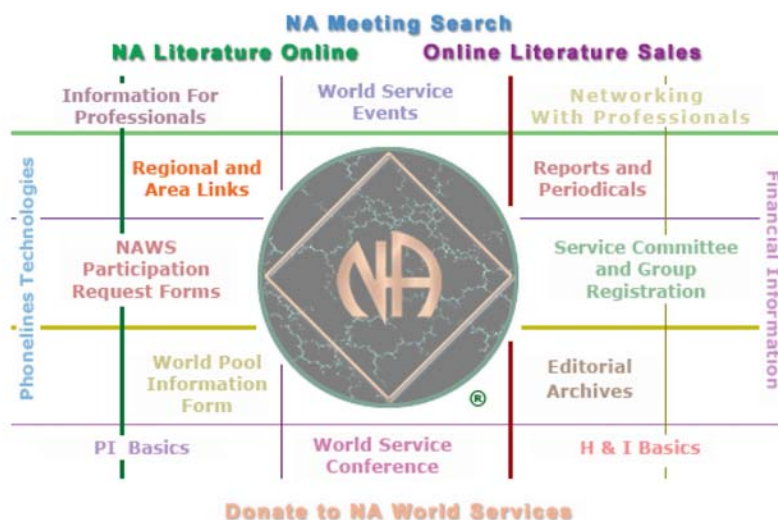 NA Meeting Search
NA Literature Online
Online Literature Sales
Information For
Professionals
World Service
Events
Networking
With Professionals
Regional and
Area Links
Reports and
Periodicals
Phonelines Technologies
Financial Information
NAWS
Participation
Request Forms
NA
Service Committee
and Group
Registration
World Pool
Information
Form
Editorial
Archives
®
PI Basics
World Service
Conference
H & I Basics
Donate to NA World Services